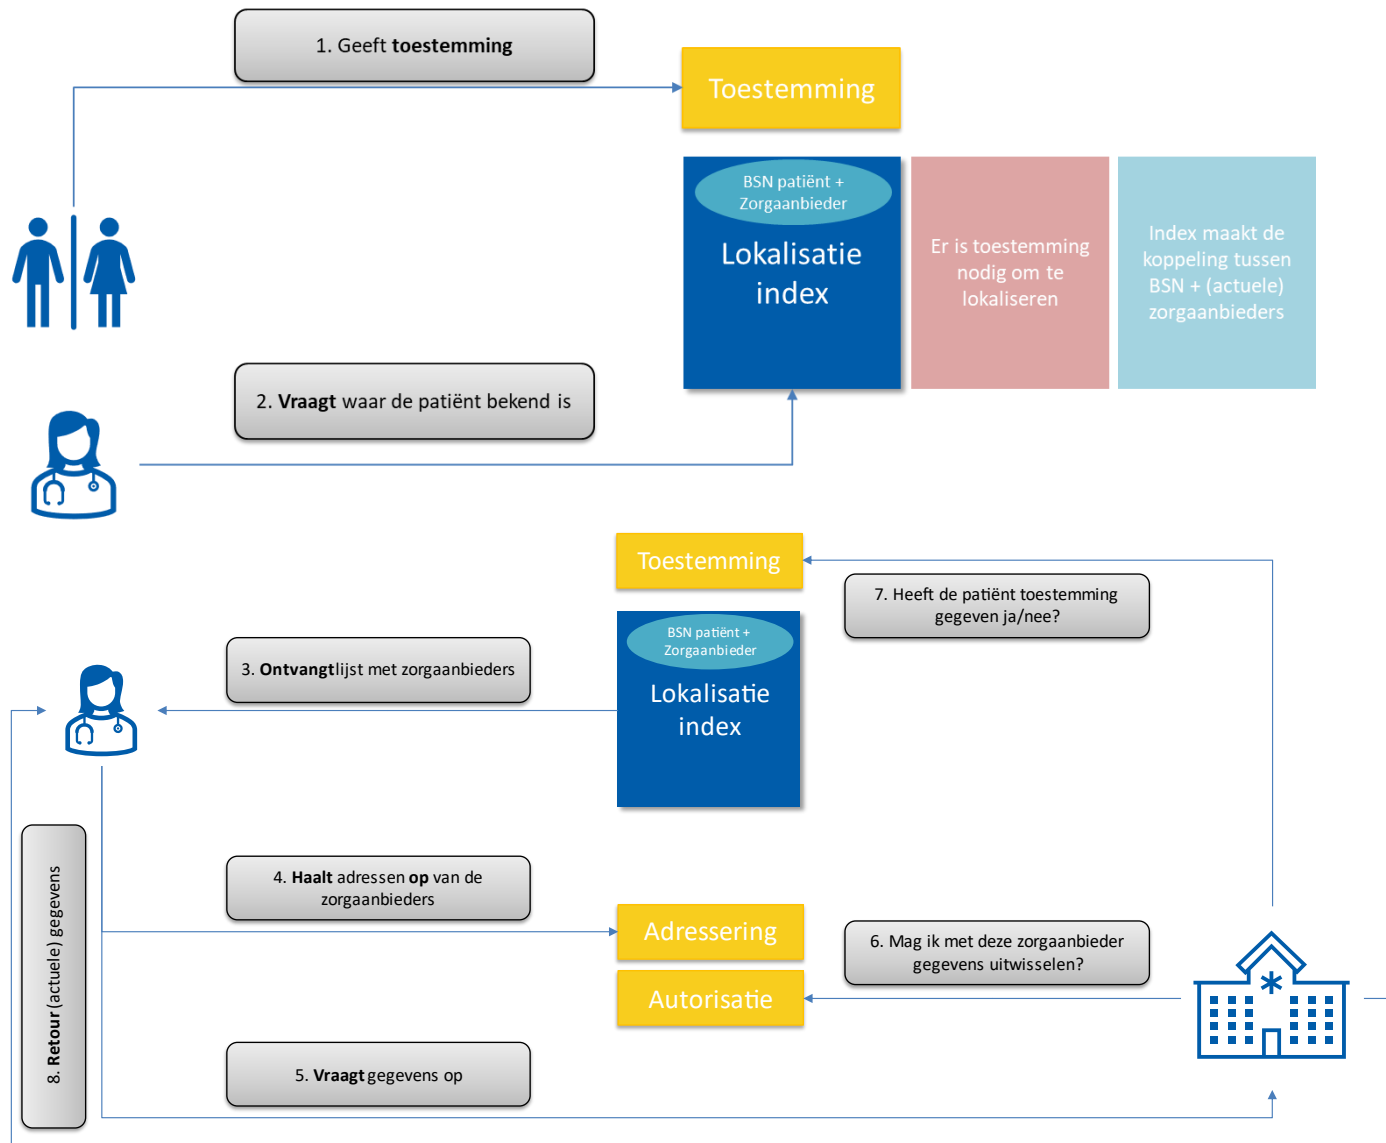 1. Geeft toestemming
Toestemming
BSN patiënt +
Zorgaanbieder
Lokalisatie
index
Er is toestemming
nodig om te
lokaliseren
Index maakt de
koppeling tussen
BSN + (actuele)
zorgaanbieders
2. Vraagt waar de patiënt bekend is
Toestemming
7. Heeft de patiënt toestemming
gegeven ja/nee?
BSN patiënt +
Zorgaanbieder
Lokalisatie
index
3. Ontvangt lijst met zorgaanbieders
8. Retour (actuele) gegevens
4. Haalt adressen op van de
zorgaanbieders
Adressering
6. Mag ik met deze zorgaanbieder
gegevens uitwisselen?
Autorisatie
5. Vraagt gegevens op